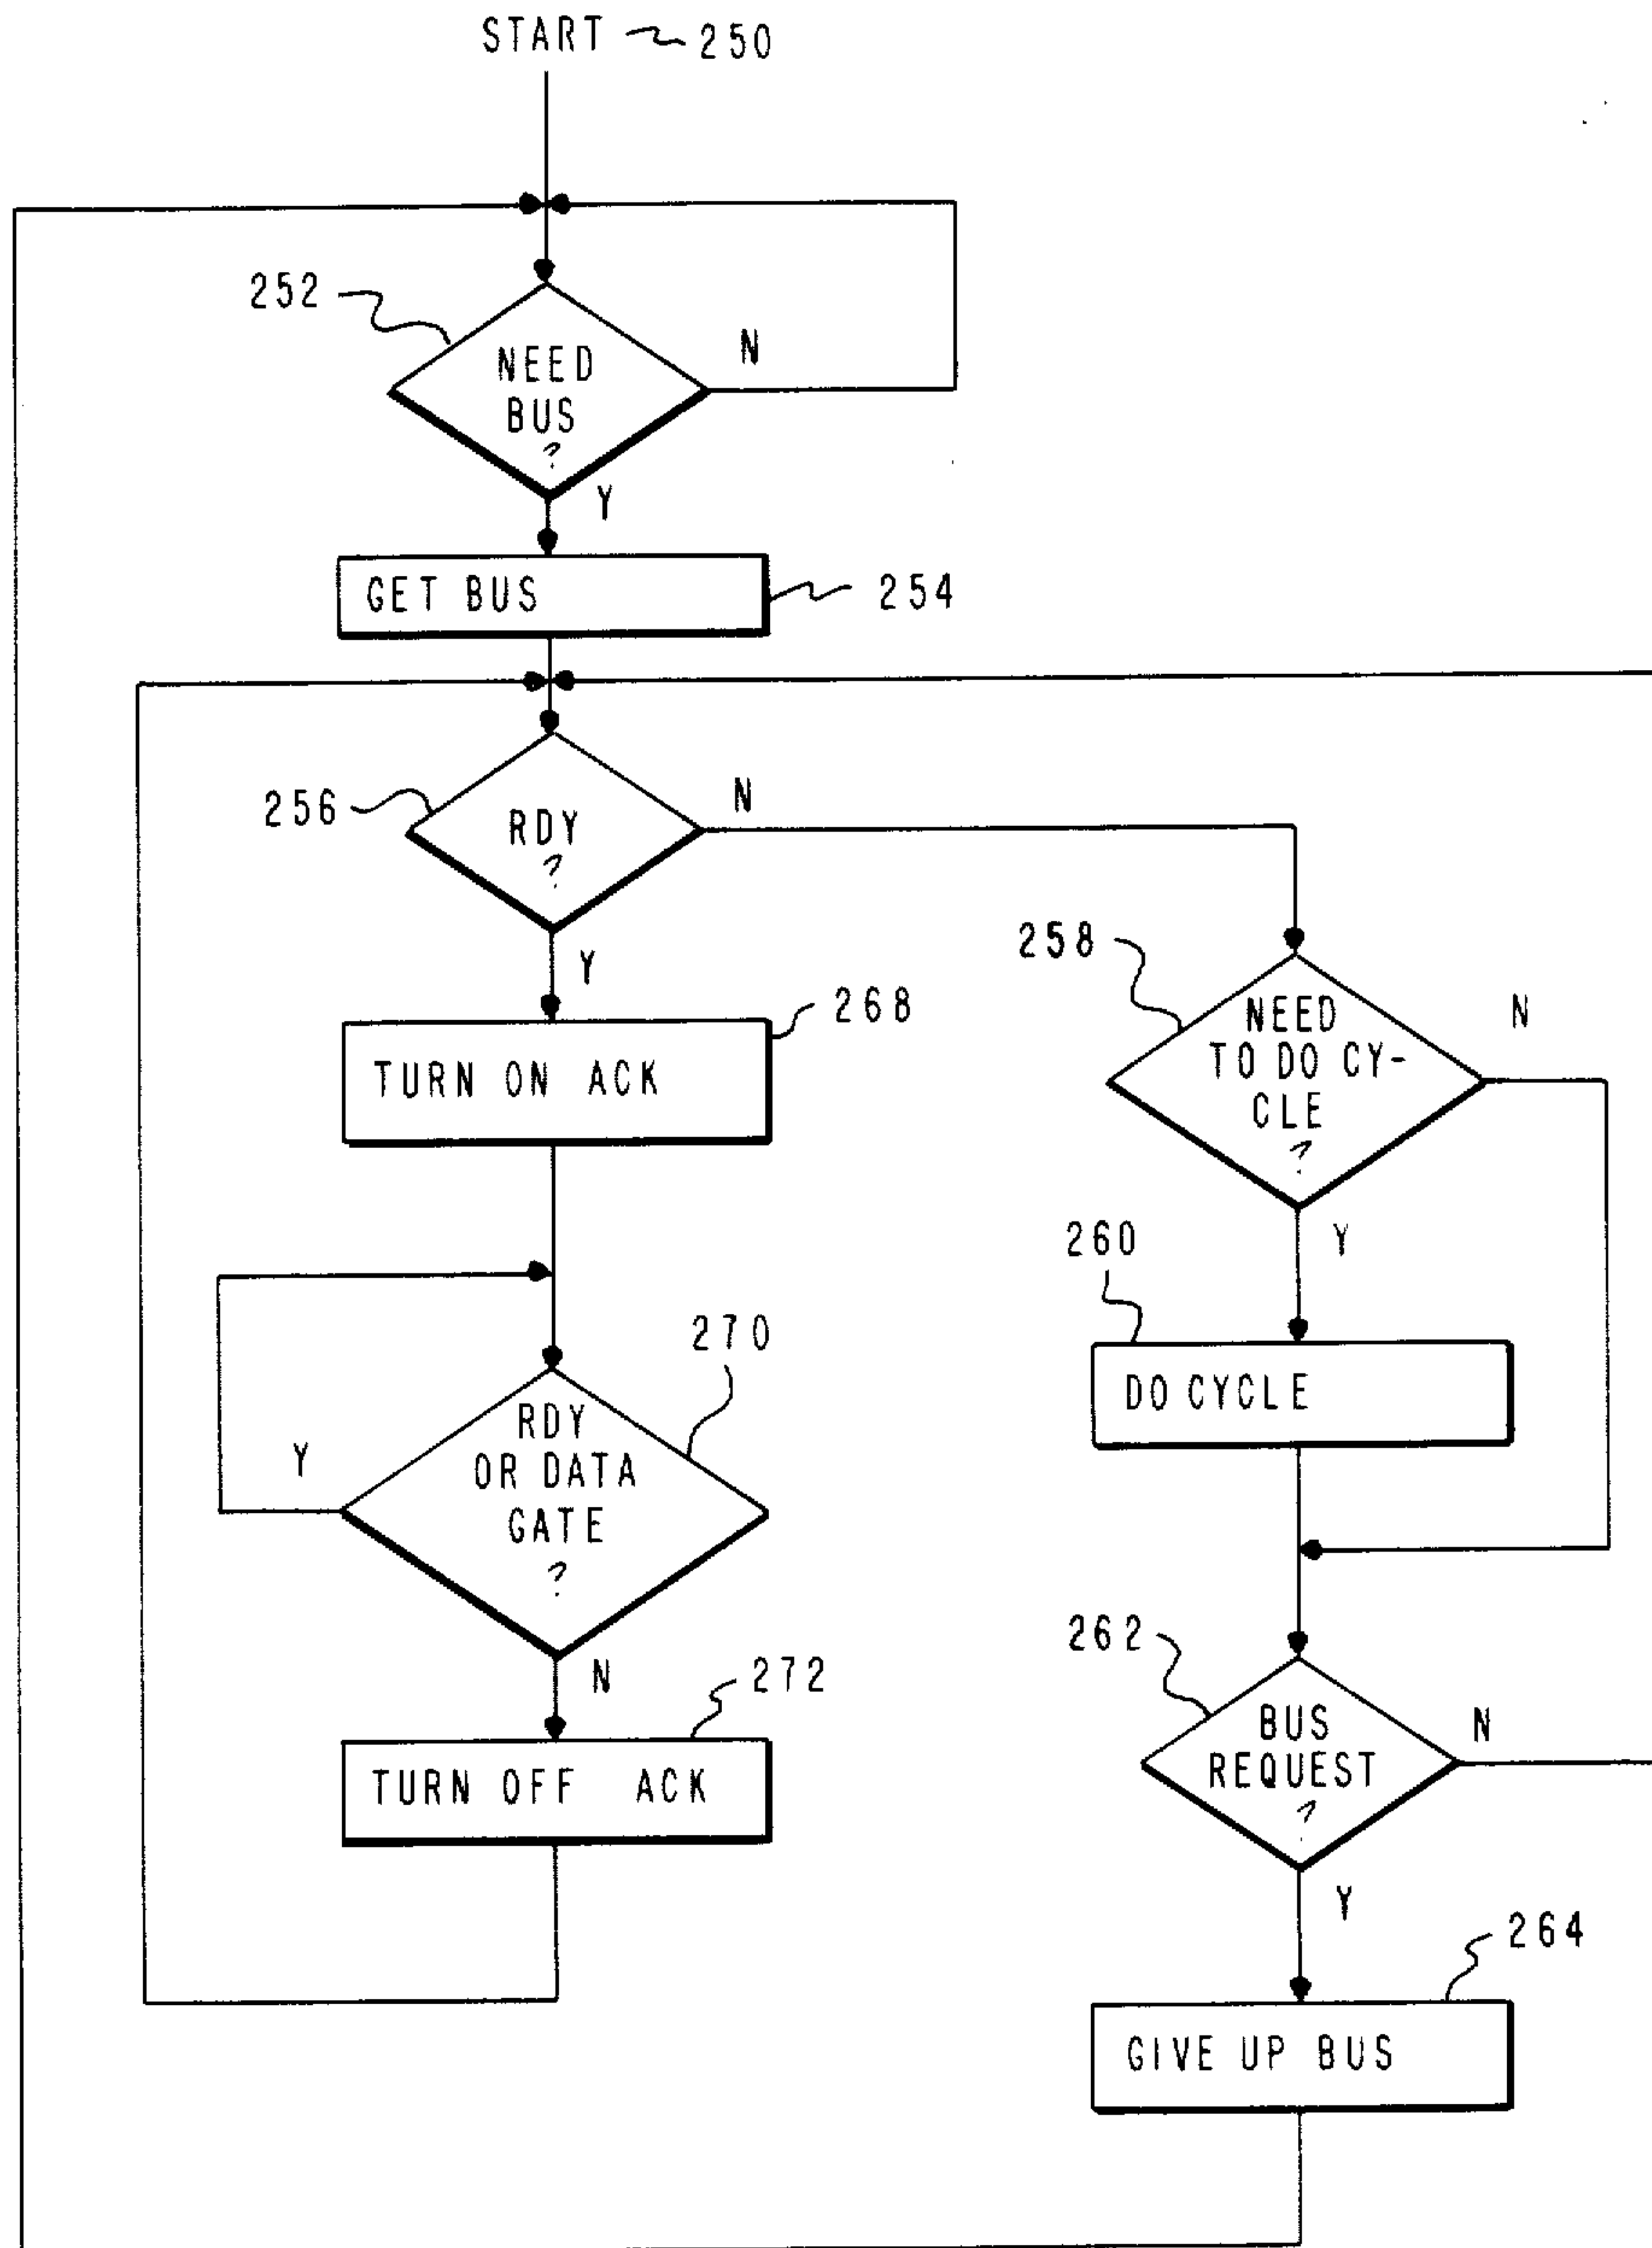 START 250
252
NEED
BUS
?
N
Y
GET BUS
254
256
RDY
?
N
Y
258
NEED
TO DO CY-
CLE
?
N
Y
268
TURN ON ACK
260
DO CYCLE
270
RDY
OR DATA
GATE
?
Y
N
262
BUS
REQUEST
?
N
Y
272
TURN OFF ACK
264
GIVE UP BUS